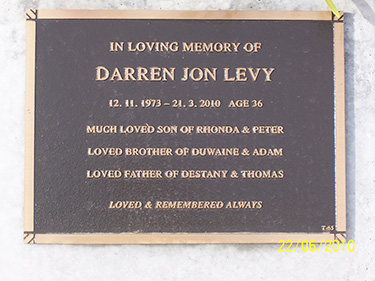 IN LOVING MEMORY OF
DARREN JON LEVY
12. 11. 1973 – 21. 3. 2010 AGE 36
MUCH LOVED SON OF RHONDA & PETER
LOVED BROTHER OF DUWAINE & ADAM
LOVED FATHER OF DESTANY & THOMAS
LOVED & REMEMBERED ALWAYS
22/06/2010